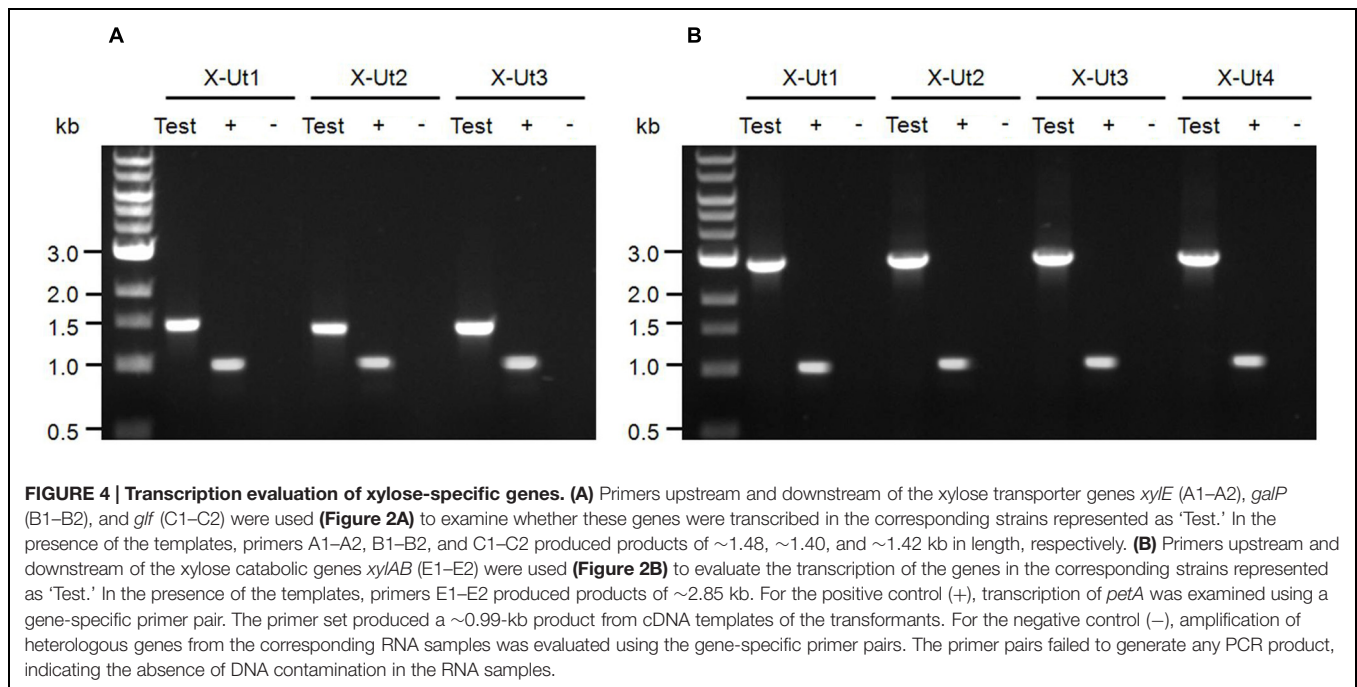 A
B
X-Ut1 X-Ut2 X-Ut3
X-Ut1 X-Ut2 X-Ut3 X-Ut4
kb Test + - Test + - Test + -
kb Test + - Test + - Test + - Test + -
3.0
2.0
1.5
1.0
0.5
3.0
2.0
1.5
1.0
0.5
FIGURE 4 | Transcription evaluation of xylose-specific genes. (A) Primers upstream and downstream of the xylose transporter genes xylE (A1–A2), galP
(B1–B2), and glf (C1–C2) were used (Figure 2A) to examine whether these genes were transcribed in the corresponding strains represented as ‘Test.’ In the
presence of the templates, primers A1–A2, B1–B2, and C1–C2 produced products of ∼1.48, ∼1.40, and ∼1.42 kb in length, respectively. (B) Primers upstream and
downstream of the xylose catabolic genes xylAB (E1–E2) were used (Figure 2B) to evaluate the transcription of the genes in the corresponding strains represented
as ‘Test.’ In the presence of the templates, primers E1–E2 produced products of ∼2.85 kb. For the positive control (+), transcription of petA was examined using a
gene-specific primer pair. The primer set produced a ∼0.99-kb product from cDNA templates of the transformants. For the negative control (−), amplification of
heterologous genes from the corresponding RNA samples was evaluated using the gene-specific primer pairs. The primer pairs failed to generate any PCR product,
indicating the absence of DNA contamination in the RNA samples.